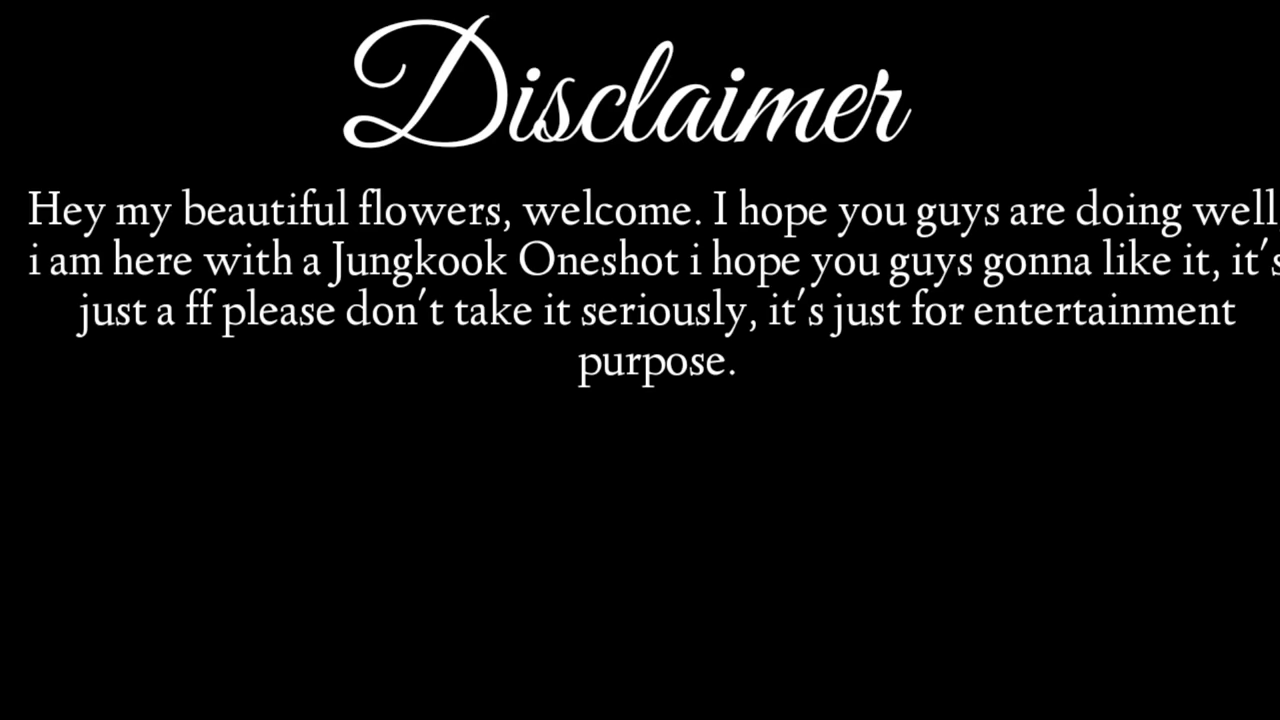 Disclaimer
Hey my beautiful flowers, welcome. I hope you guys are doing well
i am here with a Jungkook Oneshot i hope you guys gonna like it, it's
just a ff please don't take it seriously, it's just for entertainment
purpose.